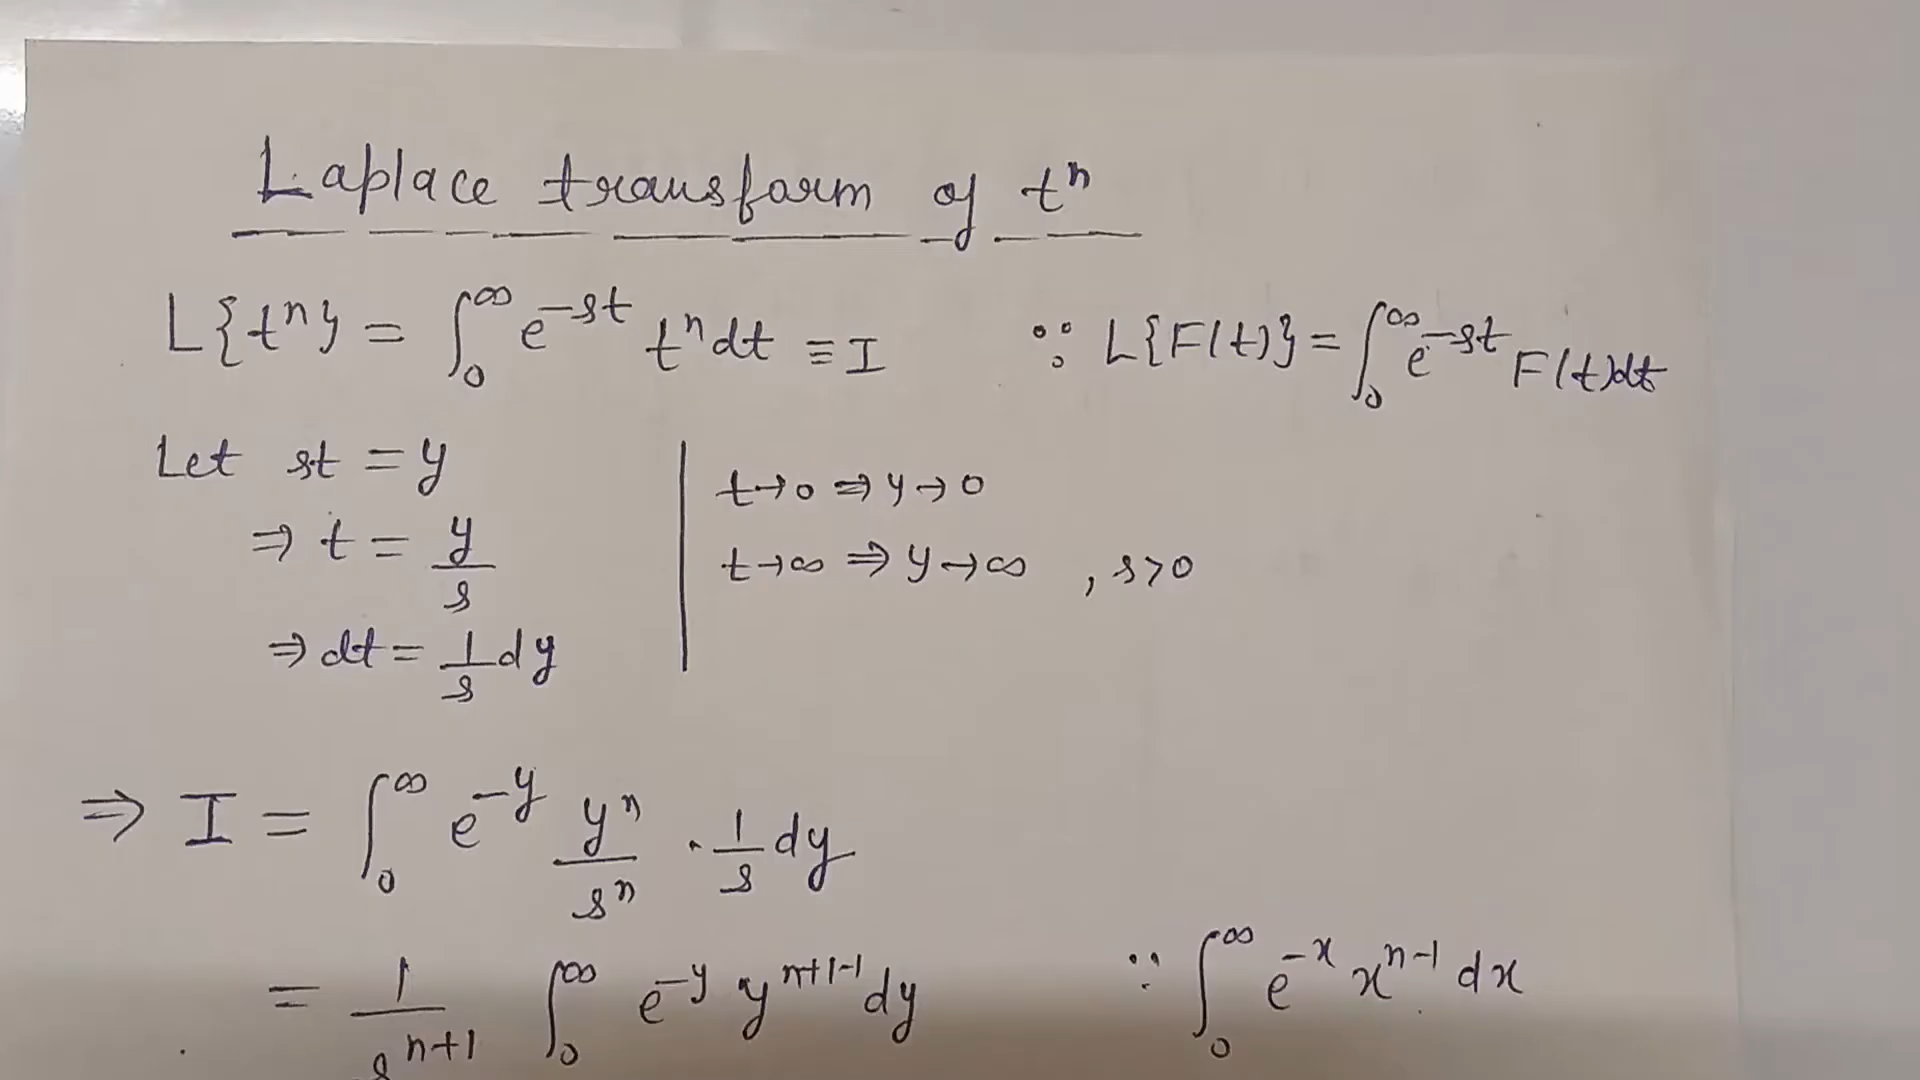 Laplace transform of tⁿ
L{tⁿ} = ∫₀^∞ e^{-st} tⁿ dt ≡ I ∵ L{F(t)} = ∫₀^∞ e^{-st} F(t)dt
Let st = y
t→0 ⇒ y→0
⇒ t = y/s
t→∞ ⇒ y→∞ , s>0
⇒ dt = 1/s dy
⇒ I = ∫₀^∞ e^{-y} yⁿ/sⁿ · 1/s dy
= 1/s^{n+1} ∫₀^∞ e^{-y} y^{n+1-1} dy ∵ ∫₀^∞ e^{-x} x^{n-1} dx